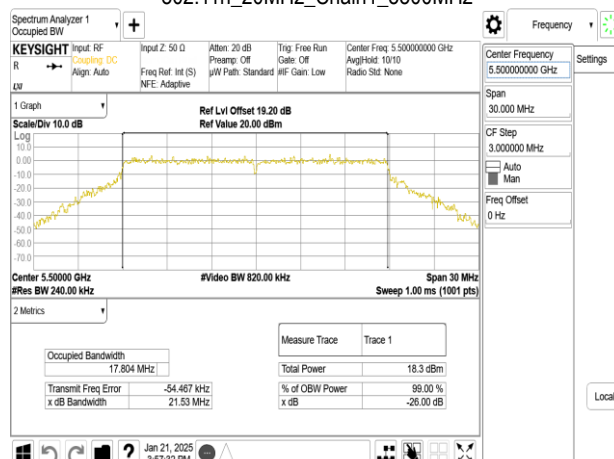 802.11n_20MHz_Chain1_5500MHz
Spectrum Analyzer 1
Occupied BW
Frequency
KEYSIGHT
R
LXI
Input: RF
Coupling: DC
Align: Auto
Input Z: 50 Ω
Freq Ref: Int (S)
NFE: Adaptive
Atten: 20 dB
Preamp: Off
µW Path: Standard
Trig: Free Run
Gate: Off
#IF Gain: Low
Center Freq: 5.500000000 GHz
Avg|Hold: 10/10
Radio Std: None
Center Frequency
5.500000000 GHz
Settings
Span
30.000 MHz
CF Step
3.000000 MHz
Auto
Man
Freq Offset
0 Hz
1 Graph
Scale/Div 10.0 dB
Ref Lvl Offset 19.20 dB
Ref Value 20.00 dBm
Log
10.0
0.00
-10.0
-20.0
-30.0
-40.0
-50.0
-60.0
-70.0
Center 5.50000 GHz
#Res BW 240.00 kHz
#Video BW 820.00 kHz
Span 30 MHz
Sweep 1.00 ms (1001 pts)
2 Metrics
Measure Trace Trace 1
Occupied Bandwidth
17.804 MHz
Total Power 18.3 dBm
Transmit Freq Error -54.467 kHz
% of OBW Power 99.00 %
x dB Bandwidth 21.53 MHz
x dB -26.00 dB
Local
?
Jan 21, 2025
3:57:32 PM